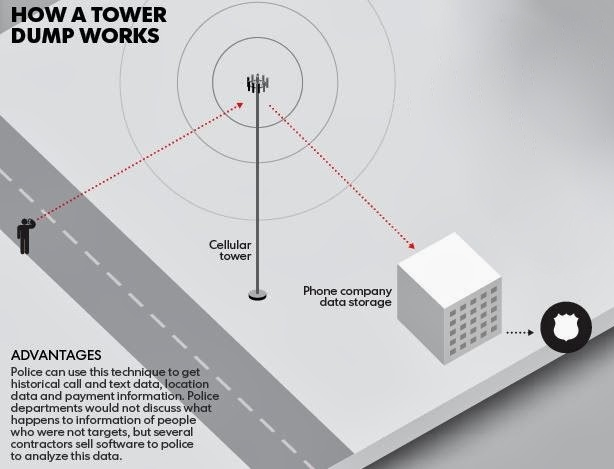 HOW A TOWER
DUMP WORKS
Cellular
tower
Phone company
data storage
ADVANTAGES
Police can use this technique to get
historical call and text data, location
data and payment information. Police
departments would not discuss what
happens to information of people
who were not targets, but several
contractors sell software to police
to analyze this data.